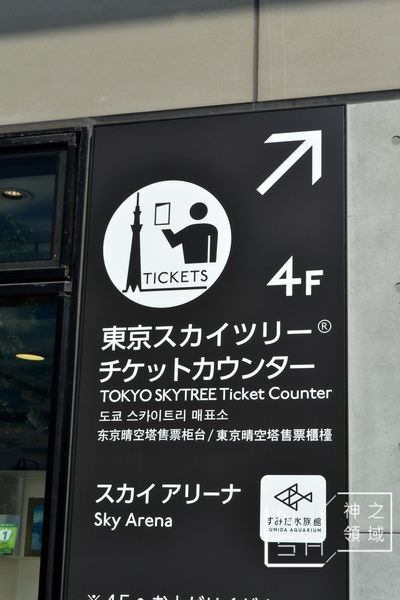 TICKETS
4F
東京スカイツリー®
チケットカウンター
TOKYO SKYTREE Ticket Counter
도쿄 스카이트리 매표소
东京晴空塔售票柜台/東京晴空塔售票櫃檯
スカイ アリーナ
Sky Arena
すみだ水族館
SUMIDA AQUARIUM
神之
領域